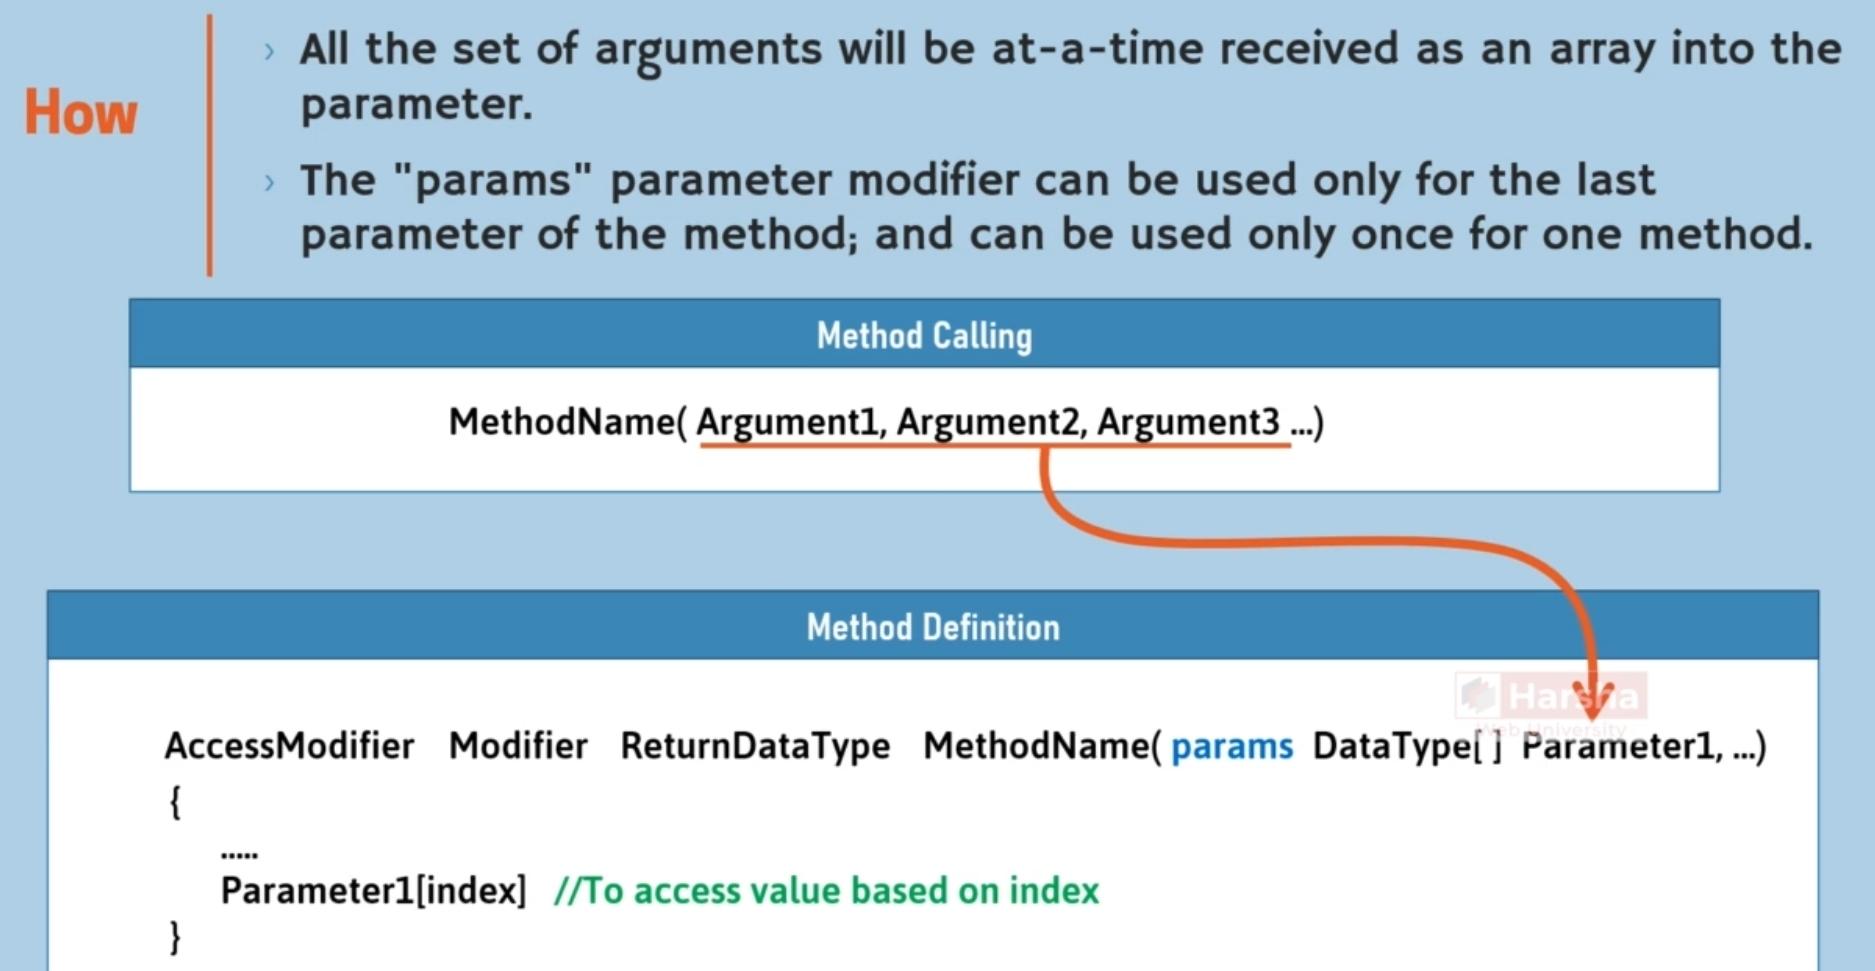 How
› All the set of arguments will be at-a-time received as an array into the
parameter.
› The "params" parameter modifier can be used only for the last
parameter of the method; and can be used only once for one method.
Method Calling
MethodName( Argument1, Argument2, Argument3 ...)
Method Definition
Harsha
Web University
AccessModifier Modifier ReturnDataType MethodName( params DataType[ ] Parameter1, ...)
{
.....
Parameter1[index] //To access value based on index
}